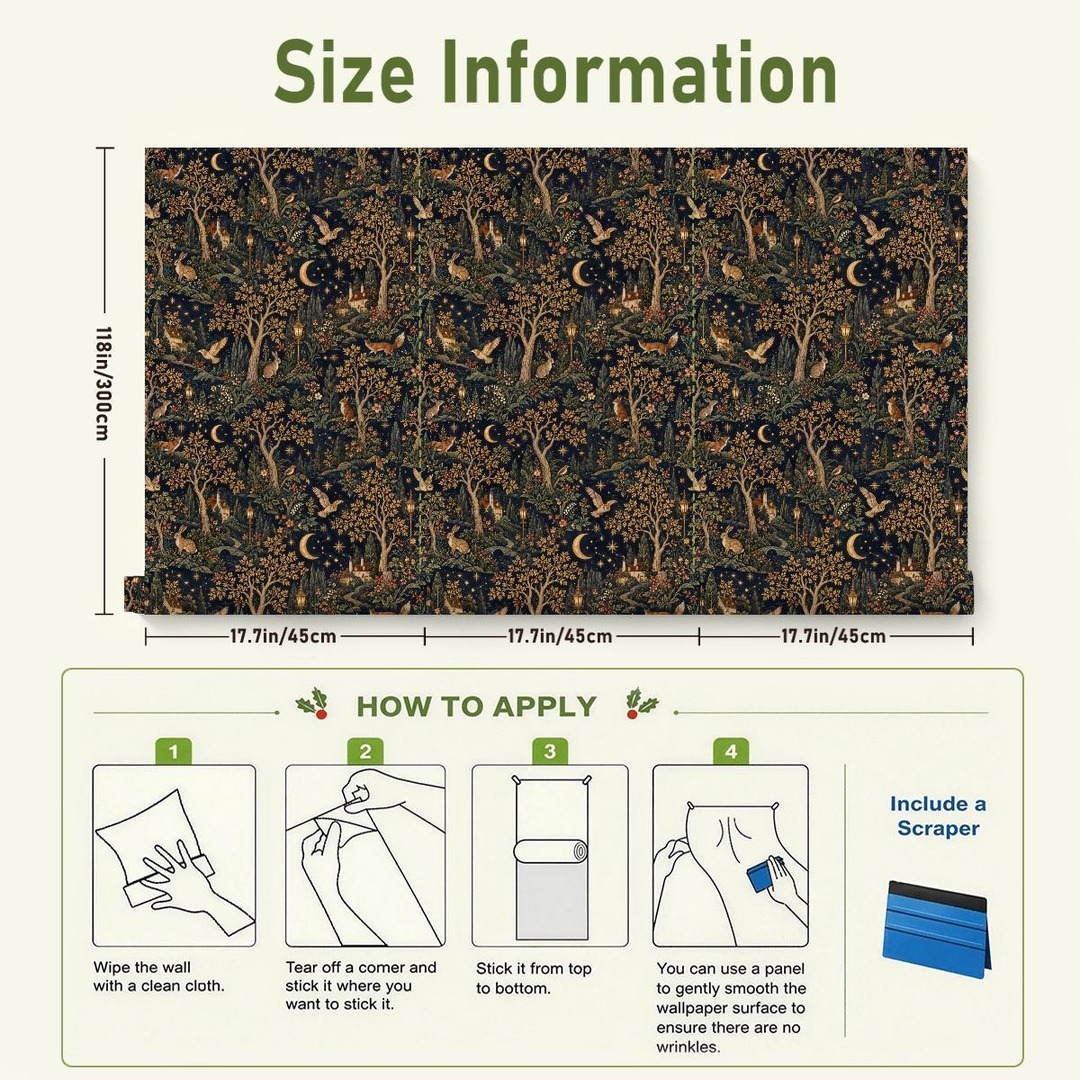 Size Information
118in/300cm
17.7in/45cm
17.7in/45cm
17.7in/45cm
HOW TO APPLY
1
2
3
4
Wipe the wall
with a clean cloth.
Tear off a comer and
stick it where you
want to stick it.
Stick it from top
to bottom.
You can use a panel
to gently smooth the
wallpaper surface to
ensure there are no
wrinkles.
Include a
Scraper